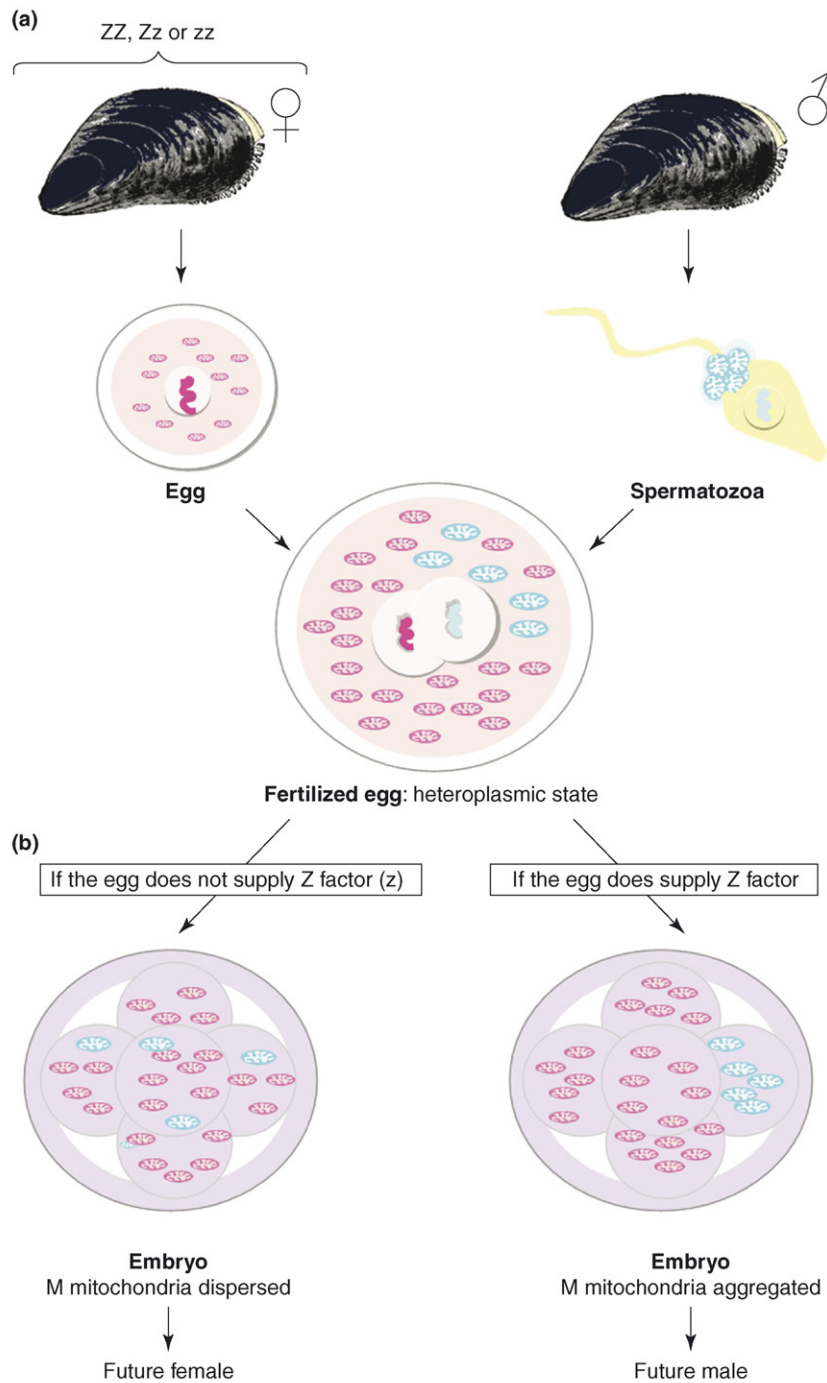 (a)
ZZ, Zz or zz
♀
♂
Egg
Spermatozoa
Fertilized egg: heteroplasmic state
(b)
If the egg does not supply Z factor (z)
If the egg does supply Z factor
Embryo
M mitochondria dispersed
Embryo
M mitochondria aggregated
Future female
Future male